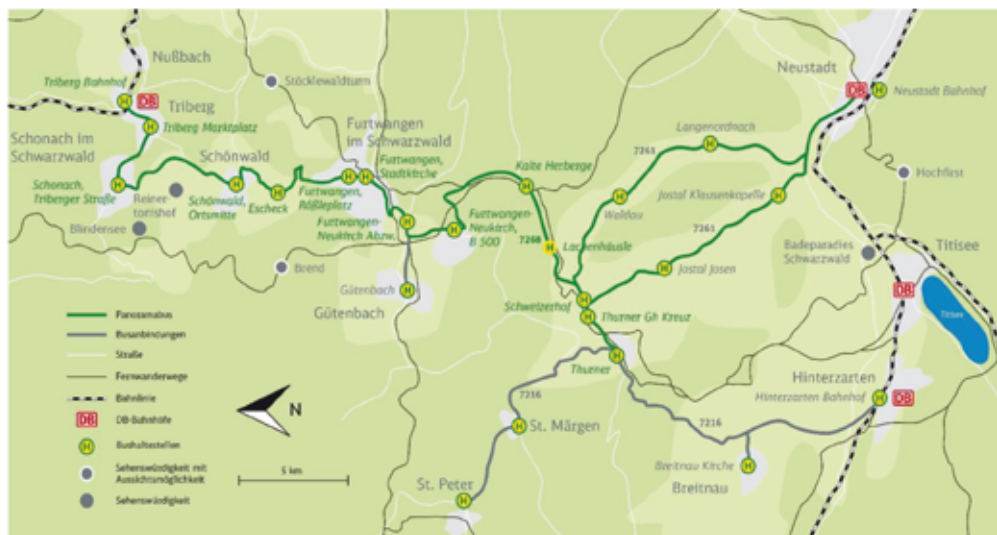 Nußbach
Triberg Bahnhof
DB
Triberg
Triberg Marktplatz
Stöcklewaldturm
Schonach im
Schwarzwald
Schonach,
Triberger Straße
Schönwald
Reiner-
tonishof
Blindensee
Schönwald,
Ortsmitte
Escheck
Furtwangen
im Schwarzwald
Furtwangen,
Stadtkirche
Furtwangen,
Rößleplatz
Furtwangen-
Neukirch Abzw.
Furtwangen-
Neukirch,
B 500
Brend
Gütenbach
Gütenbach
Kalte Herberge
7268
Lachenhäusle
Schweizerhof
Thurner Gh Kreuz
Thurner
7261
Langenordnach
Waldau
Jostal Klausenkapelle
7261
Jostal Josen
Neustadt
DB
Neustadt Bahnhof
Hochfirst
Badeparadies
Schwarzwald
Titisee
DB
Titisee
Hinterzarten
Hinterzarten Bahnhof
DB
7216
St. Märgen
St. Peter
7216
Breitnau Kirche
Breitnau
Panoramabus
Busanbindungen
Straße
Fernwanderwege
Bahnlinie
DB
DB-Bahnhöfe
H
Bushaltestellen
Sehenswürdigkeit mit
Aussichtsmöglichkeit
Sehenswürdigkeit
N
5 km